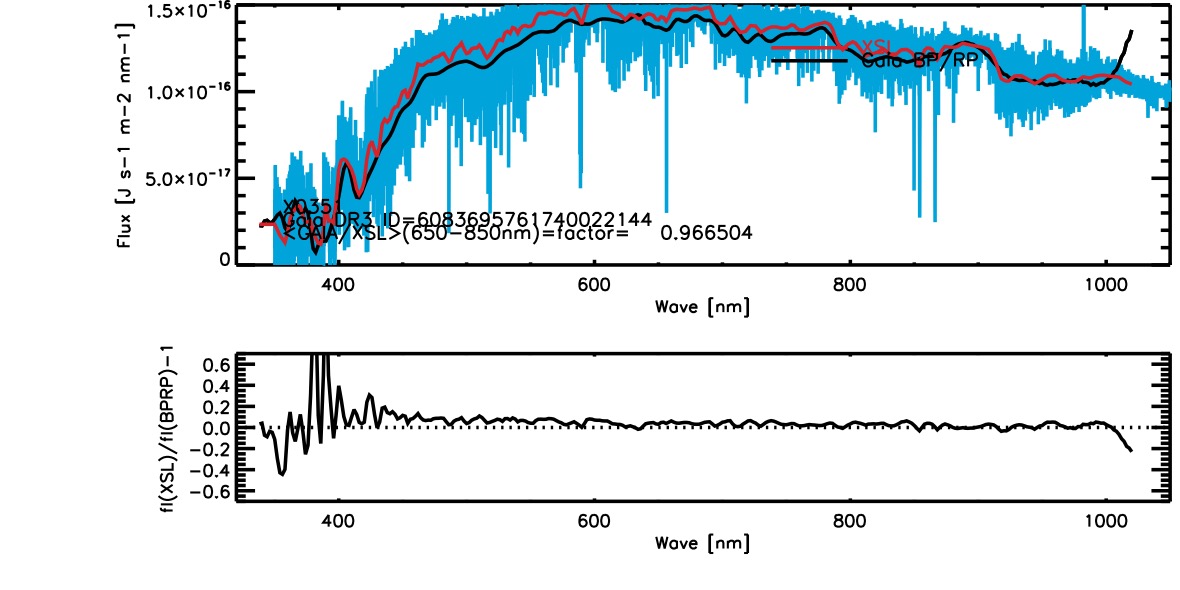 1.5×10−16
1.0×10−16
5.0×10−17
0
Flux [J s−1 m−2 nm−1]
XSL
Gaia BP/RP
X0351
Gaia DR3 ID=6083695761740022144
<GAIA/XSL>(650−850nm)=factor= 0.966504
400 600 800 1000
Wave [nm]
fl(XSL)/fl(BPRP)−1
0.6
0.4
0.2
0.0
−0.2
−0.4
−0.6
400 600 800 1000
Wave [nm]